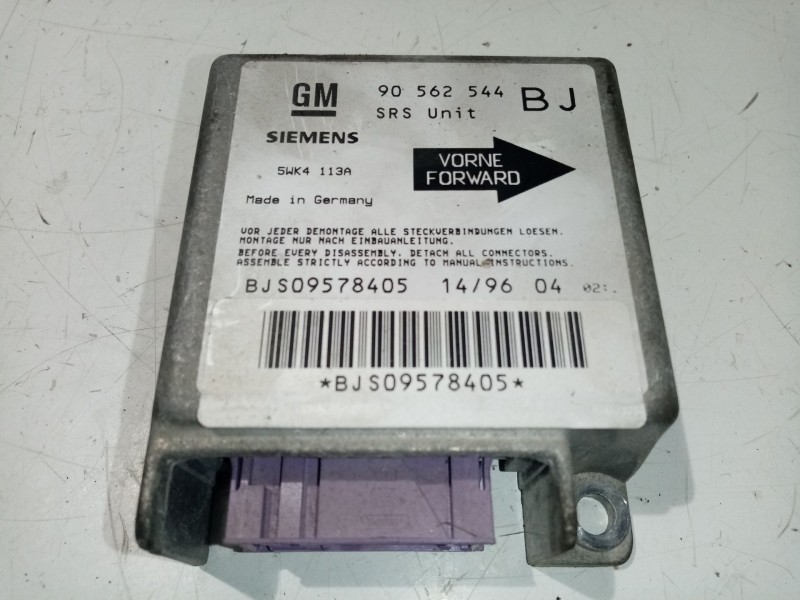 GM 90 562 544 BJ
SRS Unit
SIEMENS
5WK4 113A
VORNE
FORWARD
Made in Germany
VOR JEDER DEMONTAGE ALLE STECKVERBINDUNGEN LOESEN.
MONTAGE NUR NACH EINBAUANLEITUNG.
BEFORE EVERY DISASSEMBLY. DETACH ALL CONNECTORS.
ASSEMBLE STRICTLY ACCORDING TO MANUAL INSTRUCTIONS.
BJS09578405 14/96 04
*BJS09578405*